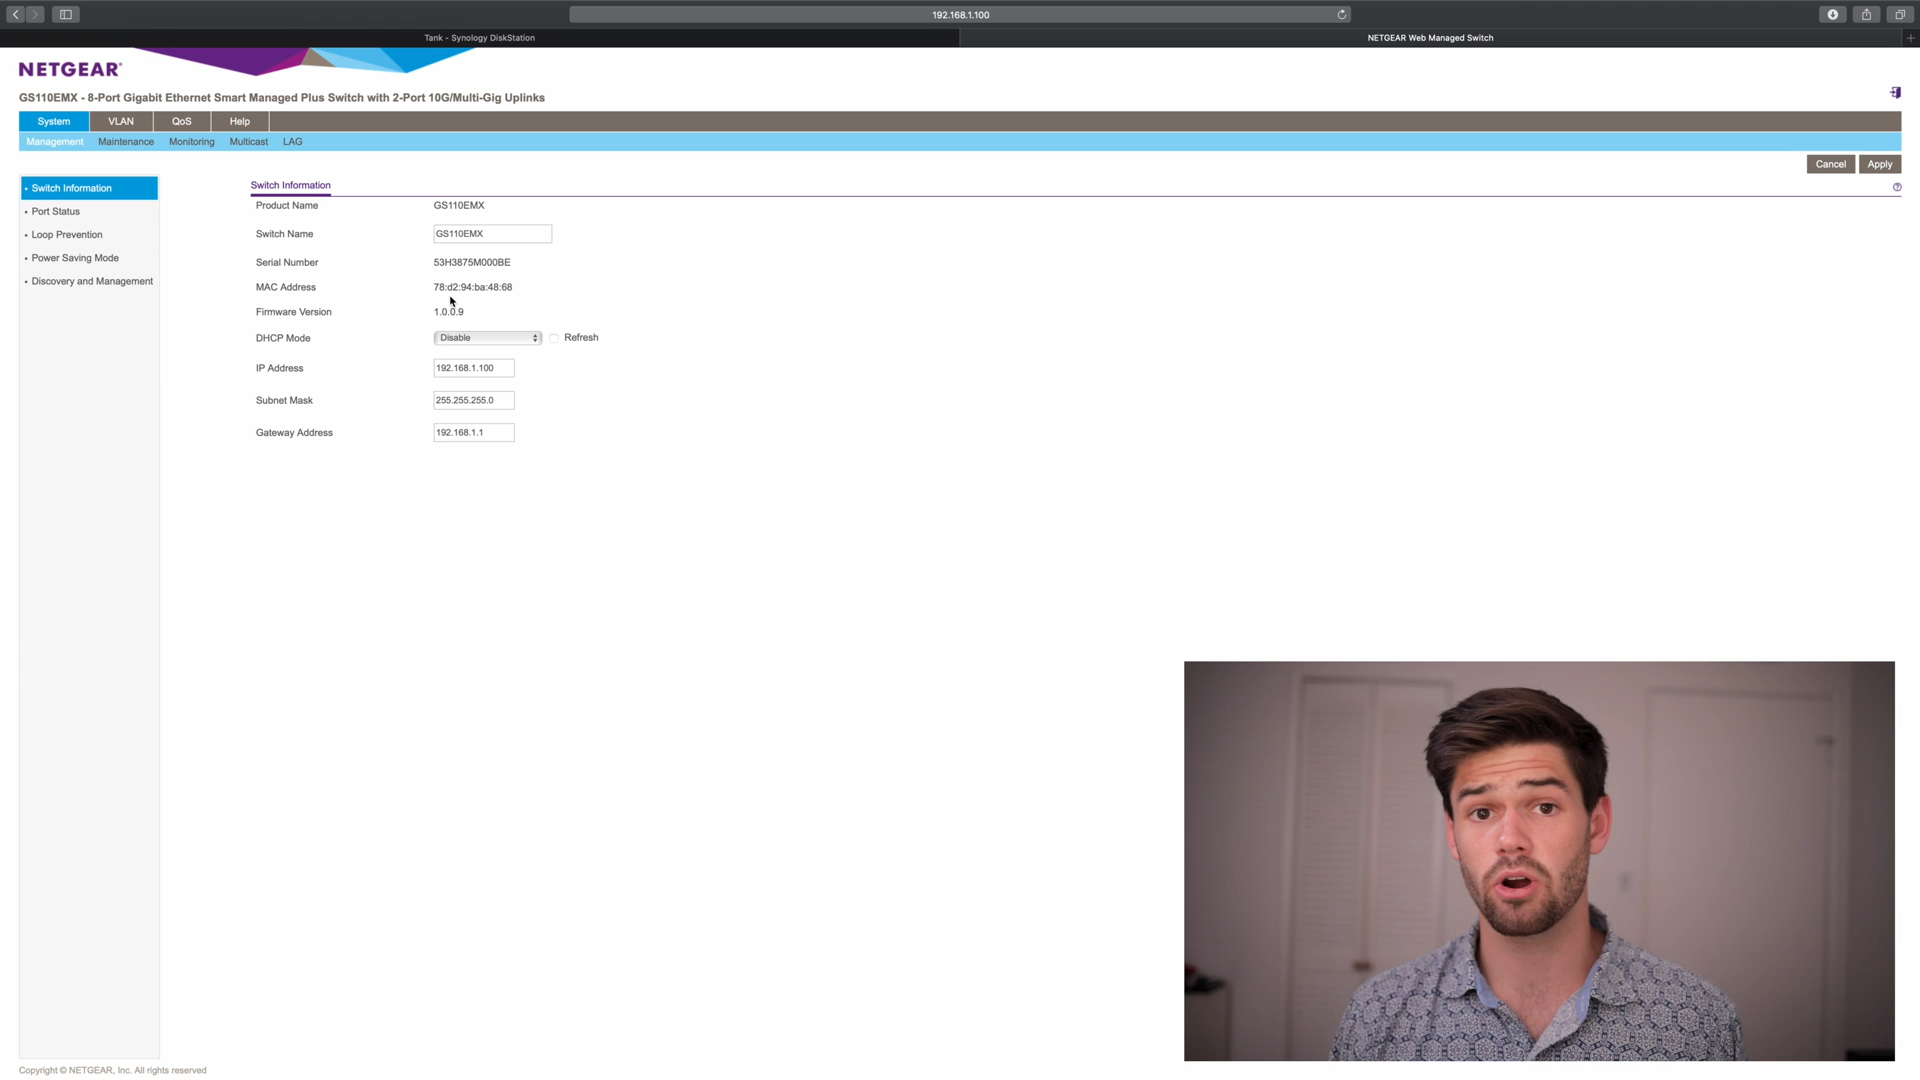 192.168.1.100
Tank - Synology DiskStation
NETGEAR Web Managed Switch
NETGEAR®
GS110EMX - 8-Port Gigabit Ethernet Smart Managed Plus Switch with 2-Port 10G/Multi-Gig Uplinks
System VLAN QoS Help
Management Maintenance Monitoring Multicast LAG
Cancel Apply
Switch Information
Port Status
Loop Prevention
Power Saving Mode
Discovery and Management
Switch Information
Product Name GS110EMX
Switch Name GS110EMX
Serial Number 53H3875M000BE
MAC Address 78:d2:94:ba:48:68
Firmware Version 1.0.0.9
DHCP Mode Disable Refresh
IP Address 192.168.1.100
Subnet Mask 255.255.255.0
Gateway Address 192.168.1.1
Copyright © NETGEAR, Inc. All rights reserved